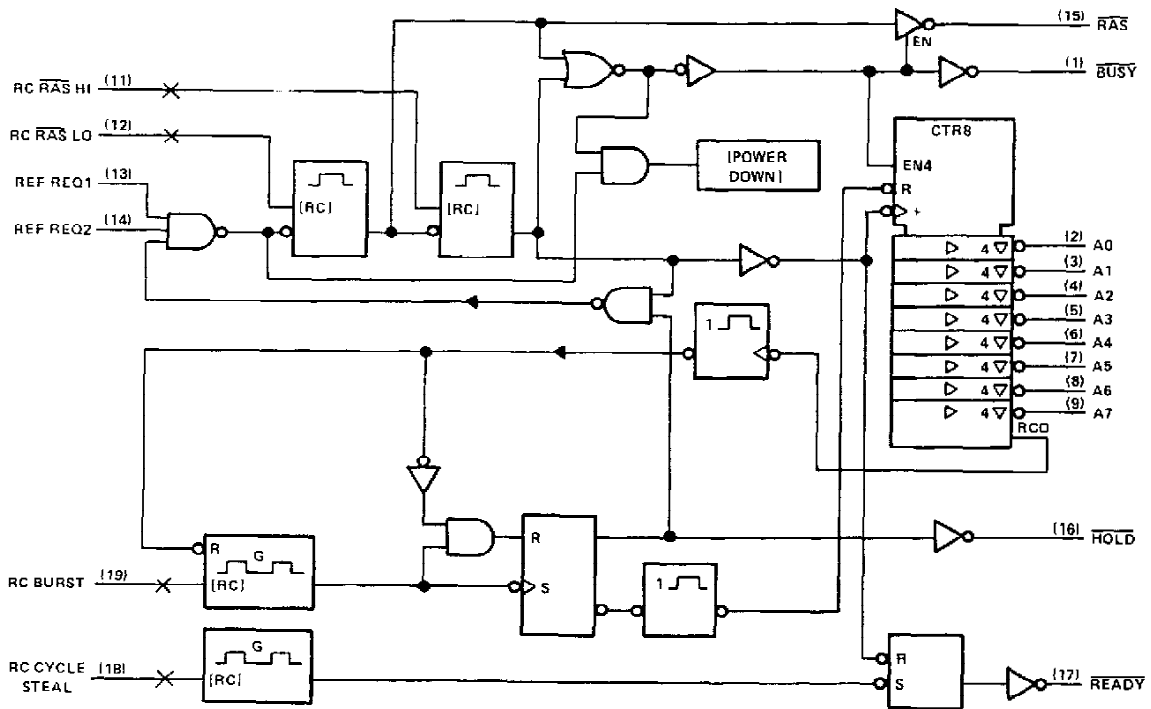 (15) RAS
EN
(1) BUSY
RC RAS HI (11)
RC RAS LO (12)
REF REQ1 (13)
REF REQ2 (14)
[RC]
[RC]
[POWER
DOWN]
CTR8
EN4
R
+
4 (2) A0
4 (3) A1
4 (4) A2
4 (5) A3
4 (6) A4
4 (7) A5
4 (8) A6
4 (9) A7
RCO
1
R
G
RC BURST (19) [RC]
R
S
(16) HOLD
1
G
RC CYCLE
STEAL (18) [RC]
R
S
(17) READY